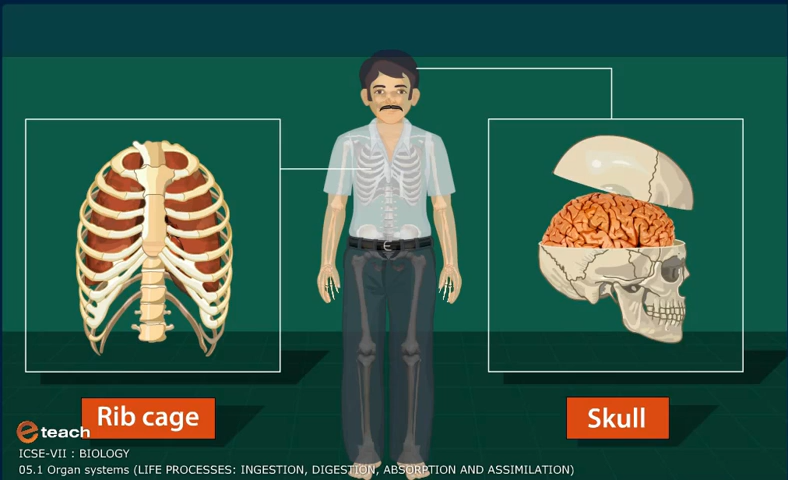 Rib cage
Skull
eteach
ICSE-VII : BIOLOGY
05.1 Organ systems (LIFE PROCESSES: INGESTION, DIGESTION, ABSORPTION AND ASSIMILATION)